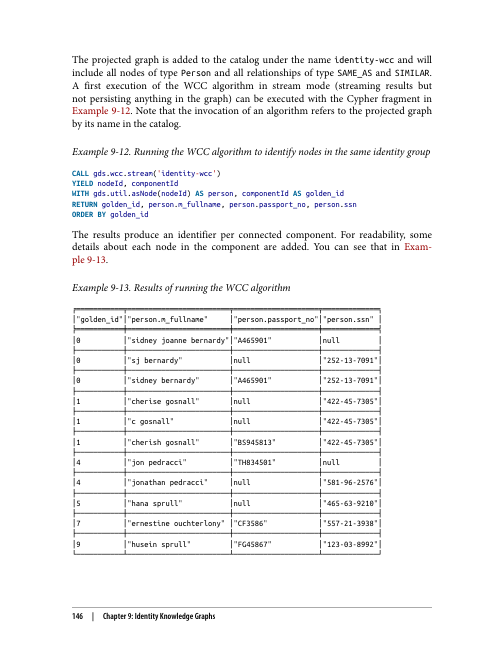 The projected graph is added to the catalog under the name identity-wcc and will
include all nodes of type Person and all relationships of type SAME_AS and SIMILAR.
A first execution of the WCC algorithm in stream mode (streaming results but
not persisting anything in the graph) can be executed with the Cypher fragment in
Example 9-12. Note that the invocation of an algorithm refers to the projected graph
by its name in the catalog.
Example 9-12. Running the WCC algorithm to identify nodes in the same identity group
CALL gds.wcc.stream('identity-wcc')
YIELD nodeId, componentId
WITH gds.util.asNode(nodeId) AS person, componentId AS golden_id
RETURN golden_id, person.m_fullname, person.passport_no, person.ssn
ORDER BY golden_id
The results produce an identifier per connected component. For readability, some
details about each node in the component are added. You can see that in Exam-
ple 9-13.
Example 9-13. Results of running the WCC algorithm
|"golden_id"|"person.m_fullname" |"person.passport_no"|"person.ssn" |
|0 |"sidney joanne bernardy"|"A465901" |null |
|0 |"sj bernardy" |null |"252-13-7091"|
|0 |"sidney bernardy" |"A465901" |"252-13-7091"|
|1 |"cherise gosnall" |null |"422-45-7305"|
|1 |"c gosnall" |null |"422-45-7305"|
|1 |"cherish gosnall" |"BS945813" |"422-45-7305"|
|4 |"jon pedracci" |"TH834501" |null |
|4 |"jonathan pedracci" |null |"581-96-2576"|
|5 |"hana sprull" |null |"465-63-9210"|
|7 |"ernestine ouchterlony" |"CF3586" |"557-21-3938"|
|9 |"husein sprull" |"FG45867" |"123-03-8992"|
146 | Chapter 9: Identity Knowledge Graphs